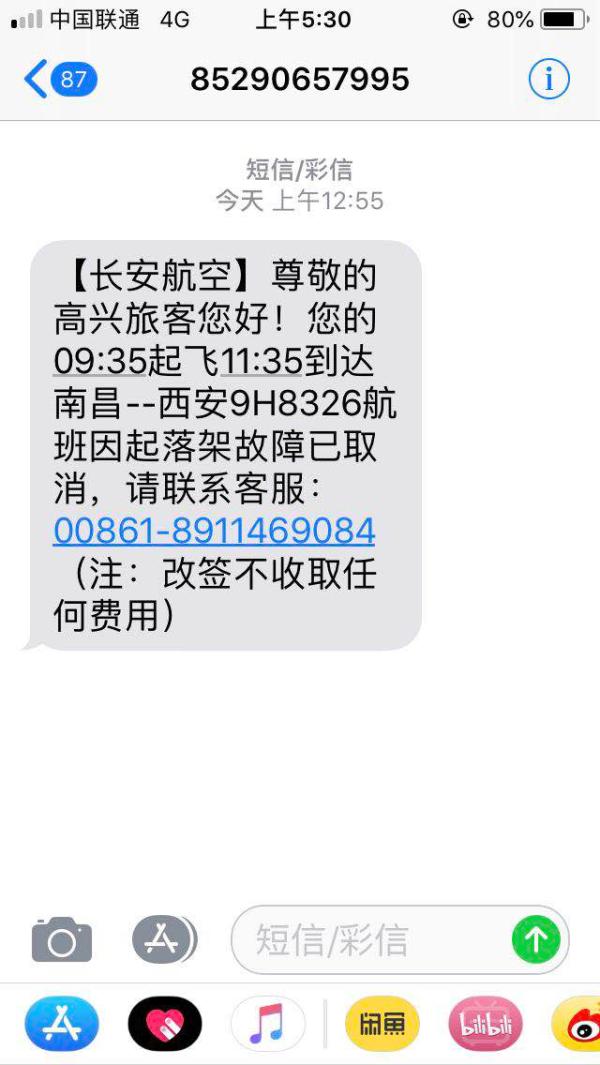 中国联通 4G 上午5:30 80%
87 85290657995
短信/彩信
今天 上午12:55
【长安航空】尊敬的
高兴旅客您好！您的
09:35起飞11:35到达
南昌--西安9H8326航
班因起落架故障已取
消，请联系客服：
00861-8911469084
（注：改签不收取任
何费用）
短信/彩信
闲鱼 bilibili